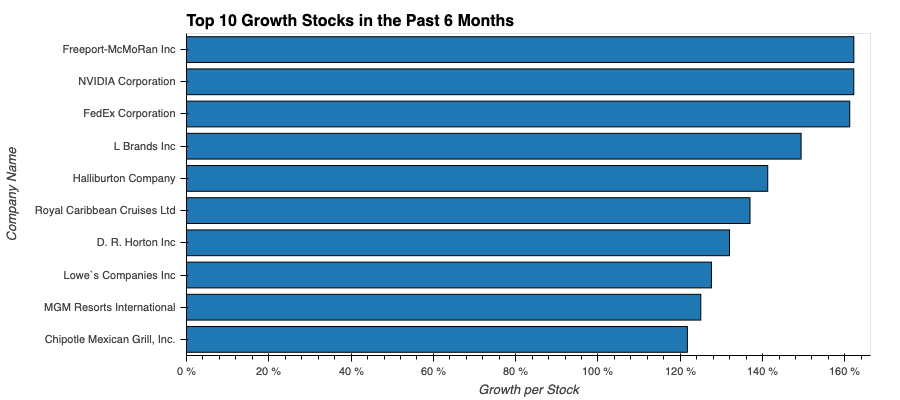 Top 10 Growth Stocks in the Past 6 Months
Freeport-McMoRan Inc
NVIDIA Corporation
FedEx Corporation
L Brands Inc
Halliburton Company
Royal Caribbean Cruises Ltd
D. R. Horton Inc
Lowe`s Companies Inc
MGM Resorts International
Chipotle Mexican Grill, Inc.
Company Name
0 % 20 % 40 % 60 % 80 % 100 % 120 % 140 % 160 %
Growth per Stock